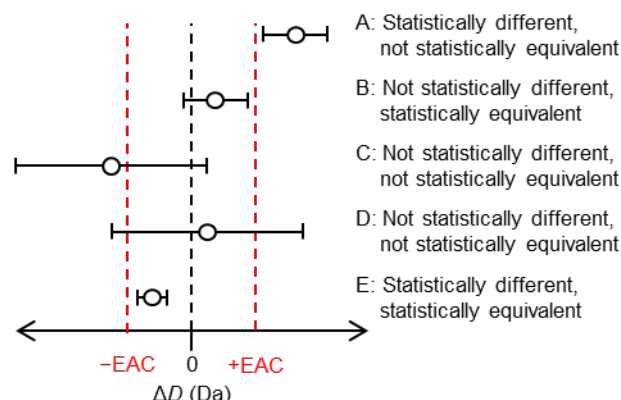 A: Statistically different,
not statistically equivalent
B: Not statistically different,
statistically equivalent
C: Not statistically different,
not statistically equivalent
D: Not statistically different,
not statistically equivalent
E: Statistically different,
statistically equivalent
−EAC 0 +EAC
ΔD (Da)